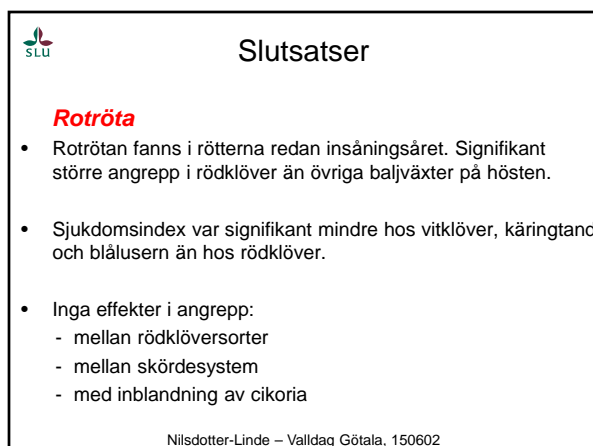 SLU
Slutsatser
Rotröta
• Rotrötan fanns i rötterna redan insåningsåret. Signifikant
större angrepp i rödklöver än övriga baljväxter på hösten.
• Sjukdomsindex var signifikant mindre hos vitklöver, käringtand
och blålusern än hos rödklöver.
• Inga effekter i angrepp:
- mellan rödklöversorter
- mellan skördesystem
- med inblandning av cikoria
Nilsdotter-Linde – Valldag Götala, 150602